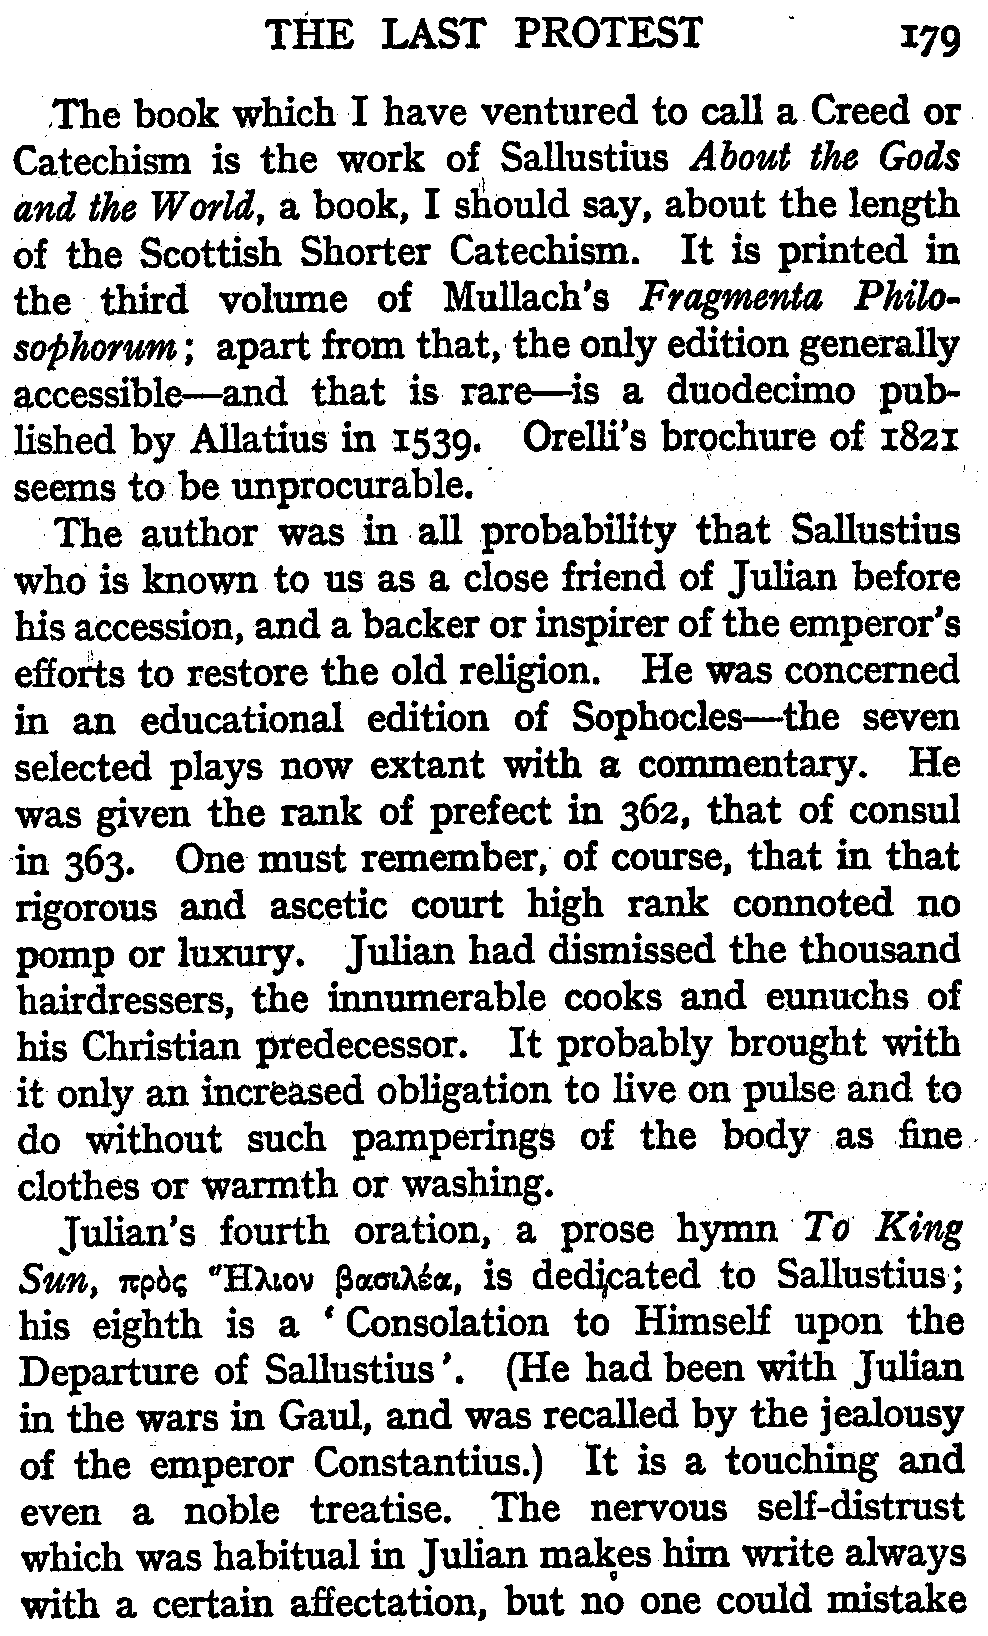 THE LAST PROTEST 179
The book which I have ventured to call a Creed or
Catechism is the work of Sallustius About the Gods
and the World, a book, I should say, about the length
of the Scottish Shorter Catechism. It is printed in
the third volume of Mullach's Fragmenta Philo-
sophorum; apart from that, the only edition generally
accessible—and that is rare—is a duodecimo pub-
lished by Allatius in 1539. Orelli's brochure of 1821
seems to be unprocurable.
The author was in all probability that Sallustius
who is known to us as a close friend of Julian before
his accession, and a backer or inspirer of the emperor's
efforts to restore the old religion. He was concerned
in an educational edition of Sophocles—the seven
selected plays now extant with a commentary. He
was given the rank of prefect in 362, that of consul
in 363. One must remember, of course, that in that
rigorous and ascetic court high rank connoted no
pomp or luxury. Julian had dismissed the thousand
hairdressers, the innumerable cooks and eunuchs of
his Christian predecessor. It probably brought with
it only an increased obligation to live on pulse and to
do without such pamperings of the body as fine
clothes or warmth or washing.
Julian's fourth oration, a prose hymn To King
Sun, πρὸς Ἥλιον βασιλέα, is dedicated to Sallustius;
his eighth is a ‘Consolation to Himself upon the
Departure of Sallustius’. (He had been with Julian
in the wars in Gaul, and was recalled by the jealousy
of the emperor Constantius.) It is a touching and
even a noble treatise. The nervous self-distrust
which was habitual in Julian makes him write always
with a certain affectation, but no one could mistake